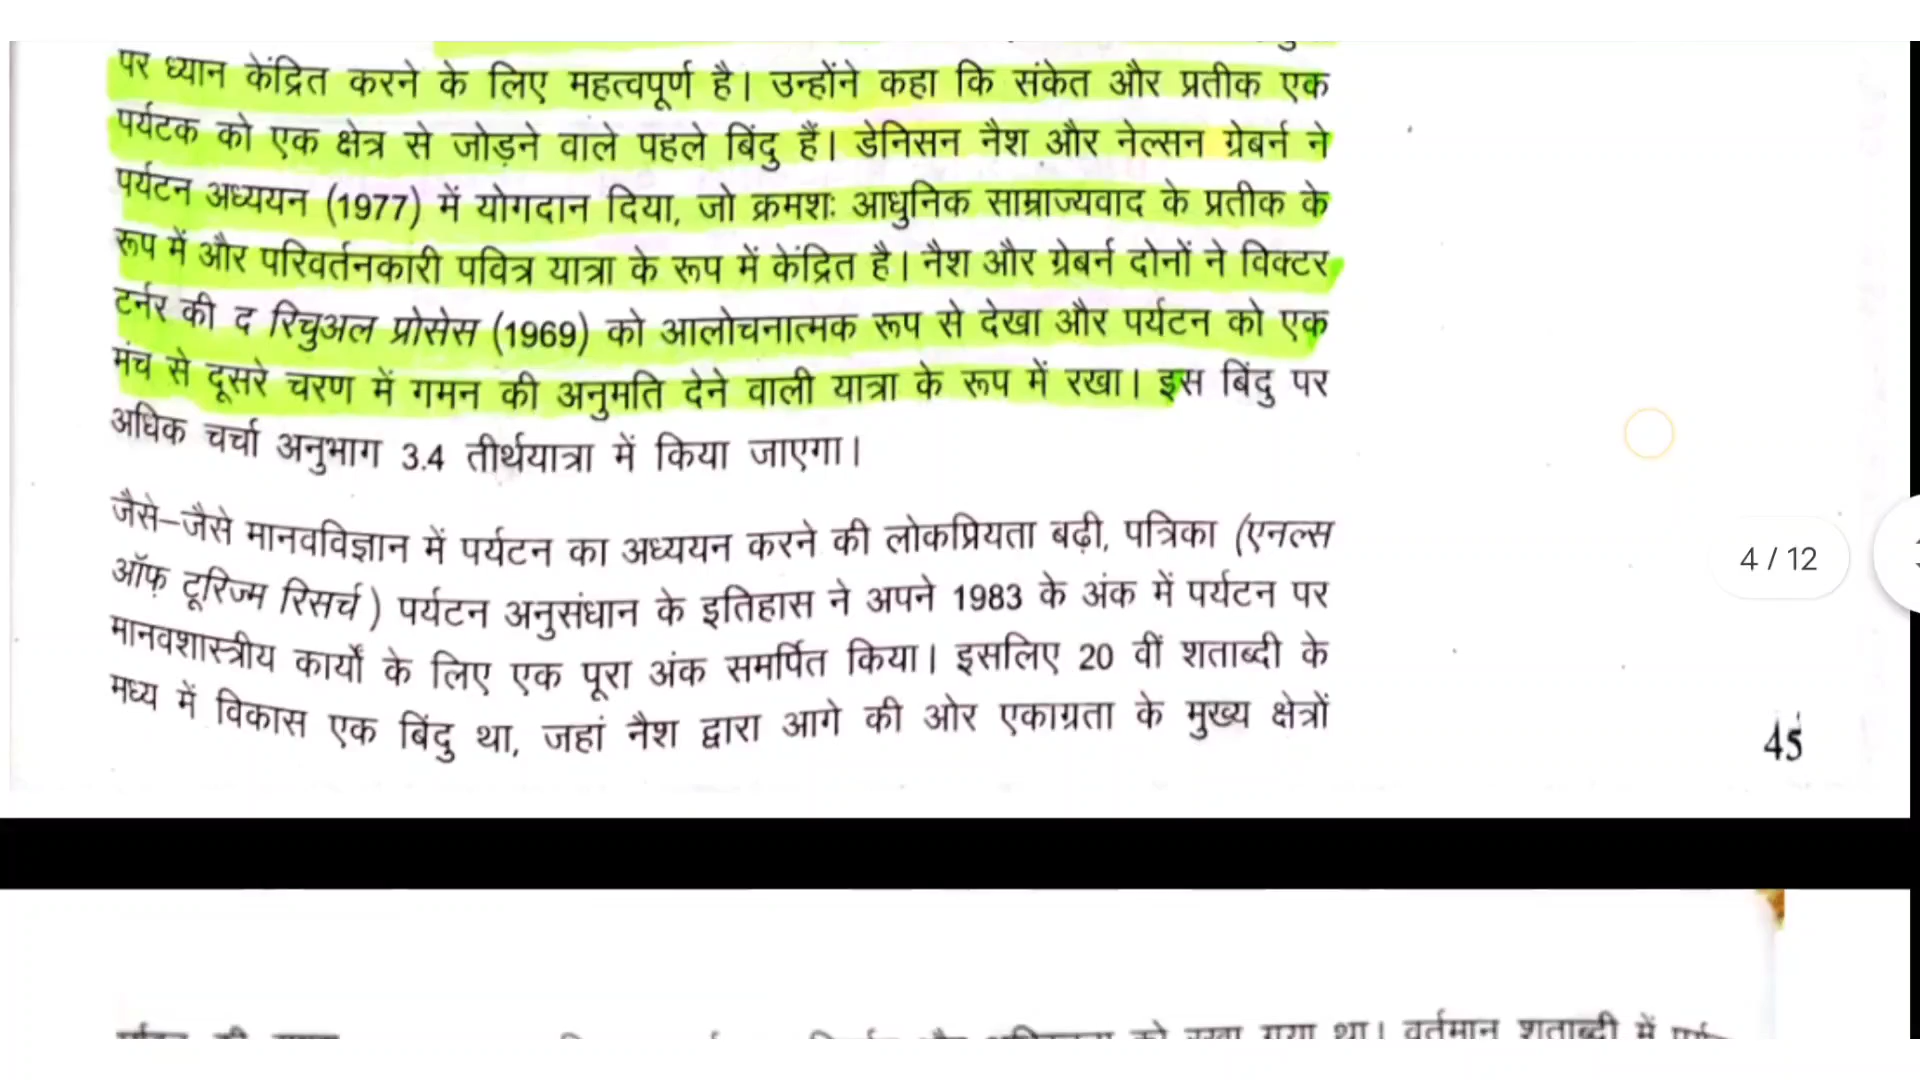 पर ध्यान केंद्रित करने के लिए महत्वपूर्ण है। उन्होंने कहा कि संकेत और प्रतीक एक
पर्यटक को एक क्षेत्र से जोड़ने वाले पहले बिंदु हैं। डेनिसन नैश और नेल्सन ग्रेबर्न ने
पर्यटन अध्ययन (1977) में योगदान दिया, जो क्रमशः आधुनिक साम्राज्यवाद के प्रतीक के
रूप में और परिवर्तनकारी पवित्र यात्रा के रूप में केंद्रित है। नैश और ग्रेबर्न दोनों ने विक्टर
टर्नर की द रिचुअल प्रोसेस (1969) को आलोचनात्मक रूप से देखा और पर्यटन को एक
मंच से दूसरे चरण में गमन की अनुमति देने वाली यात्रा के रूप में रखा। इस बिंदु पर
अधिक चर्चा अनुभाग 3.4 तीर्थयात्रा में किया जाएगा।
जैसे–जैसे मानवविज्ञान में पर्यटन का अध्ययन करने की लोकप्रियता बढ़ी, पत्रिका (एनल्स
ऑफ़ टूरिज्म रिसर्च) पर्यटन अनुसंधान के इतिहास ने अपने 1983 के अंक में पर्यटन पर
मानवशास्त्रीय कार्यों के लिए एक पूरा अंक समर्पित किया। इसलिए 20 वीं शताब्दी के
मध्य में विकास एक बिंदु था, जहां नैश द्वारा आगे की ओर एकाग्रता के मुख्य क्षेत्रों
4 / 12
45
को रखा गया था। वर्तमान शताब्दी में